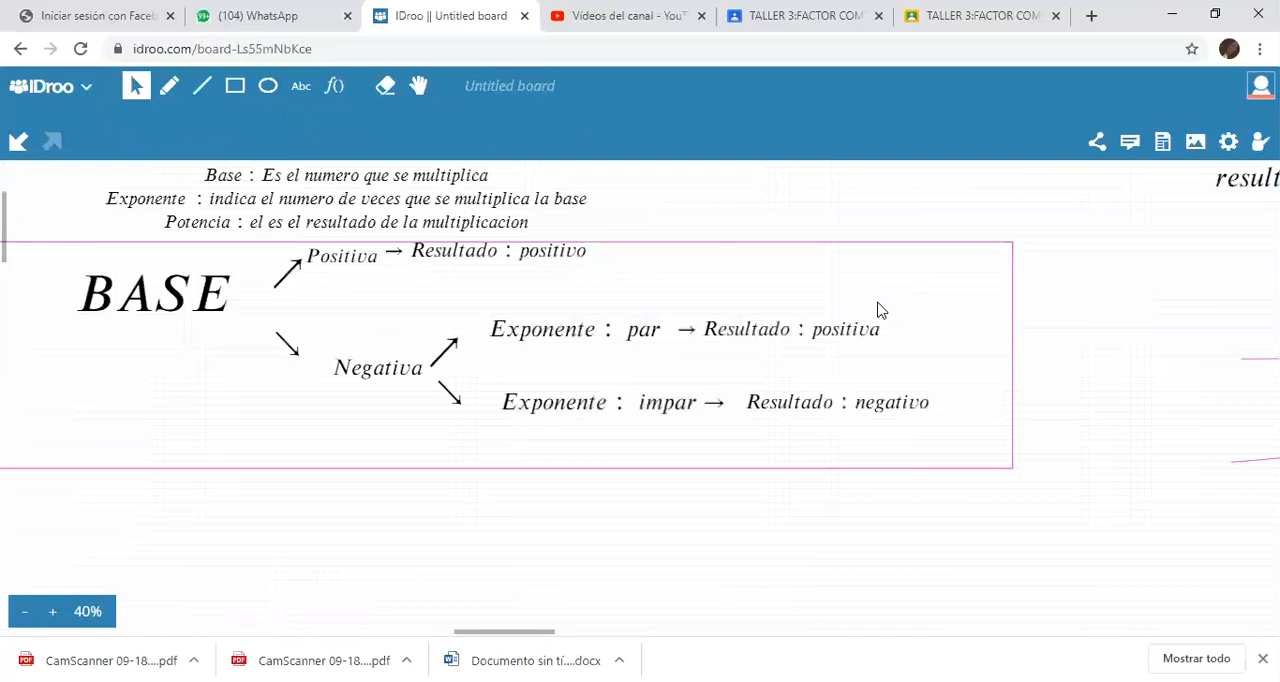 Iniciar sesión con Faceb
(104) WhatsApp
IDroo || Untitled board
Vídeos del canal - YouT
TALLER 3:FACTOR COM
TALLER 3:FACTOR COM
idroo.com/board-Ls55mNbKce
IDroo
Abc
f()
Untitled board
Base : Es el numero que se multiplica
Exponente : indica el numero de veces que se multiplica la base
Potencia : el es el resultado de la multiplicacion
result
Positiva → Resultado : positivo
BASE
Exponente : par → Resultado : positiva
Negativa
Exponente : impar → Resultado : negativo
- + 40%
CamScanner 09-18....pdf
CamScanner 09-18....pdf
Documento sin tí....docx
Mostrar todo